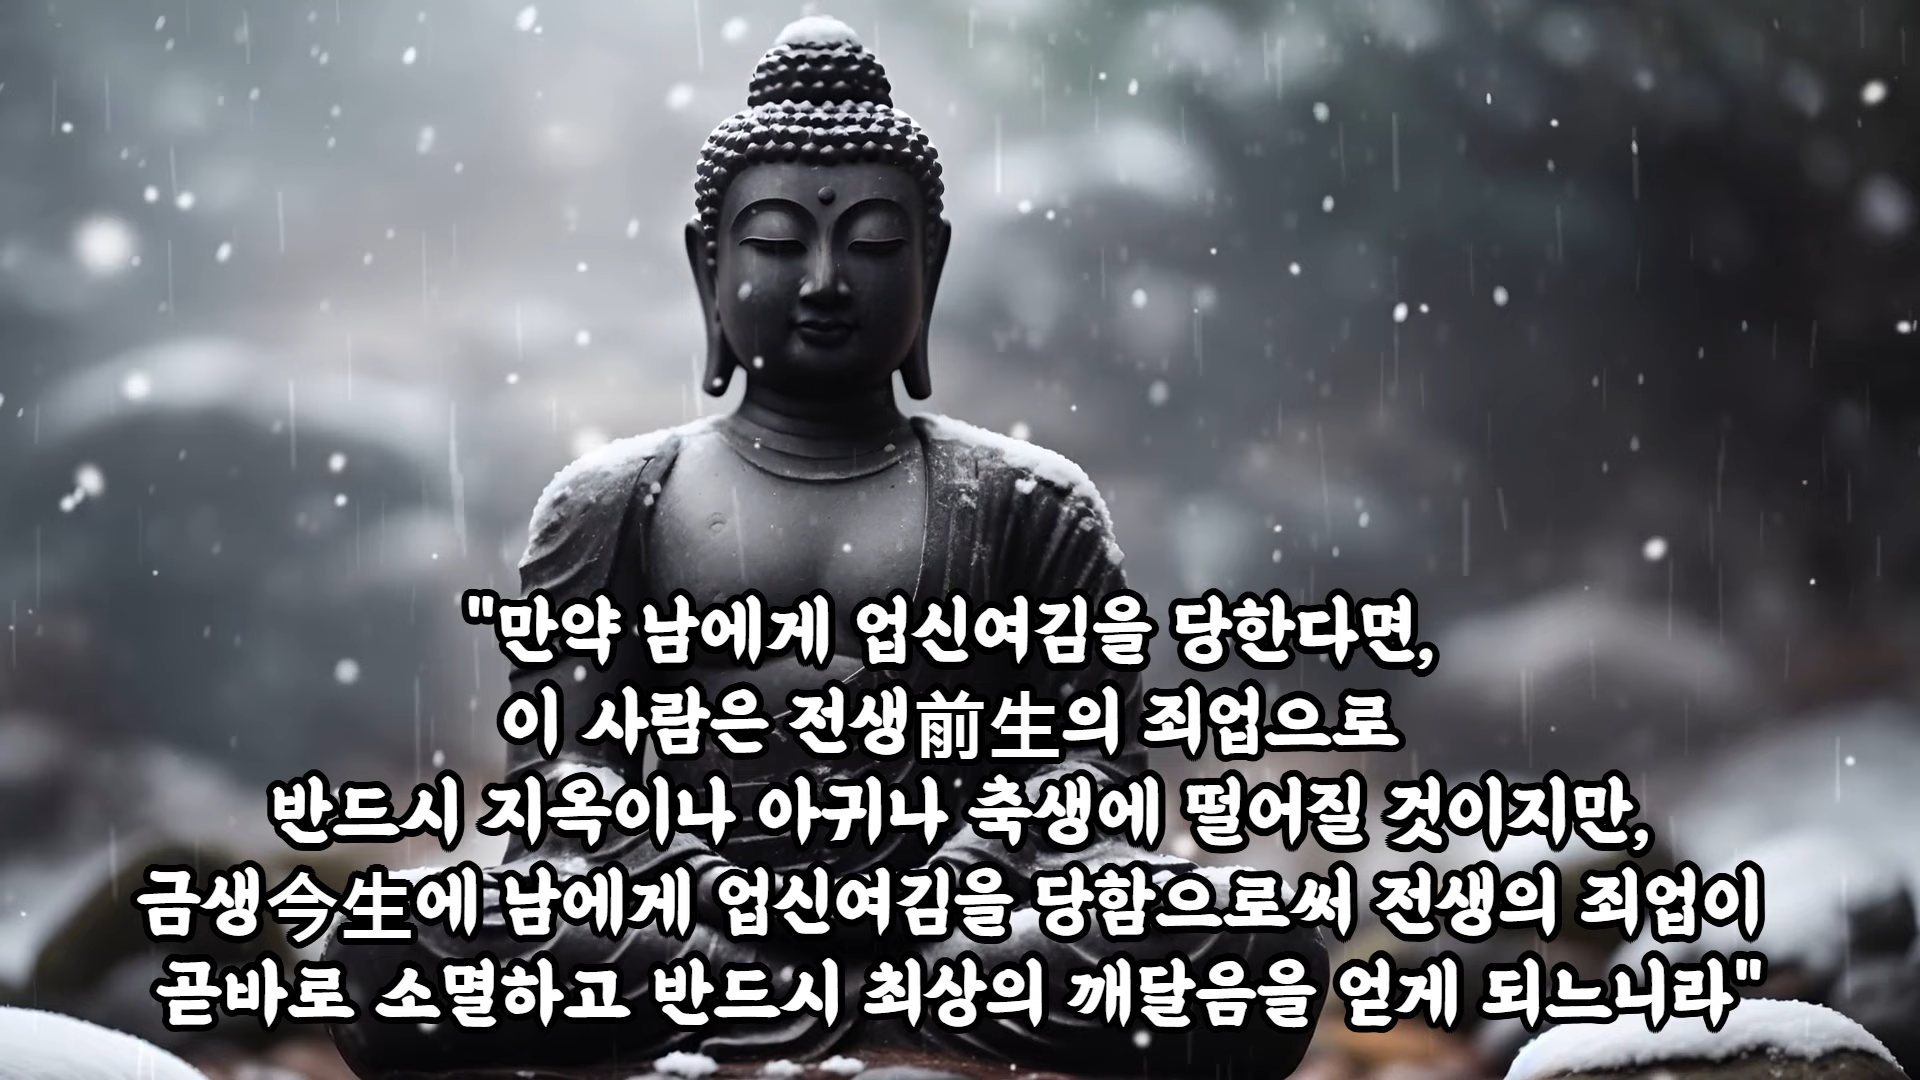 "만약 남에게 업신여김을 당한다면,
이 사람은 전생前生의 죄업으로
반드시 지옥이나 아귀나 축생에 떨어질 것이지만,
금생今生에 남에게 업신여김을 당함으로써 전생의 죄업이
곧바로 소멸하고 반드시 최상의 깨달음을 얻게 되느니라"